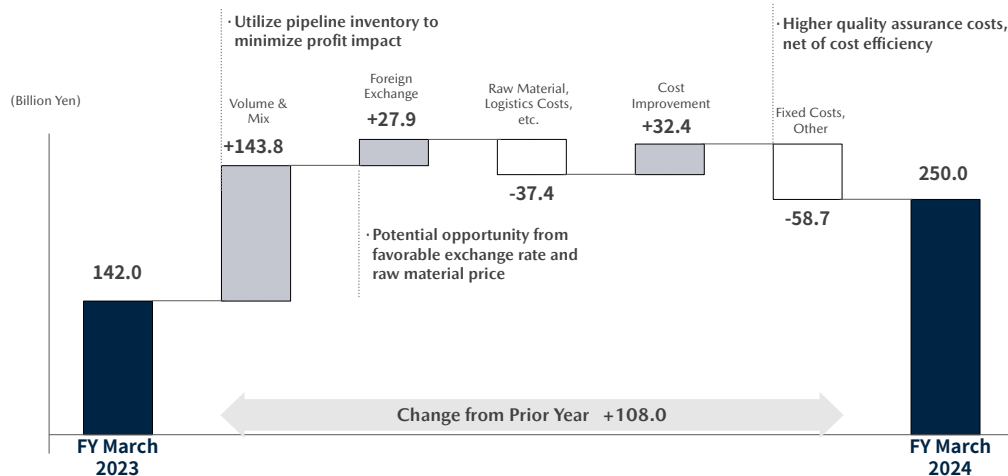 · Utilize pipeline inventory to
minimize profit impact
· Higher quality assurance costs,
net of cost efficiency
(Billion Yen)
Volume &
Mix
+143.8
Foreign
Exchange
+27.9
Raw Material,
Logistics Costs,
etc.
-37.4
Cost
Improvement
+32.4
Fixed Costs,
Other
-58.7
250.0
142.0
· Potential opportunity from
favorable exchange rate and
raw material price
Change from Prior Year +108.0
FY March
2023
FY March
2024